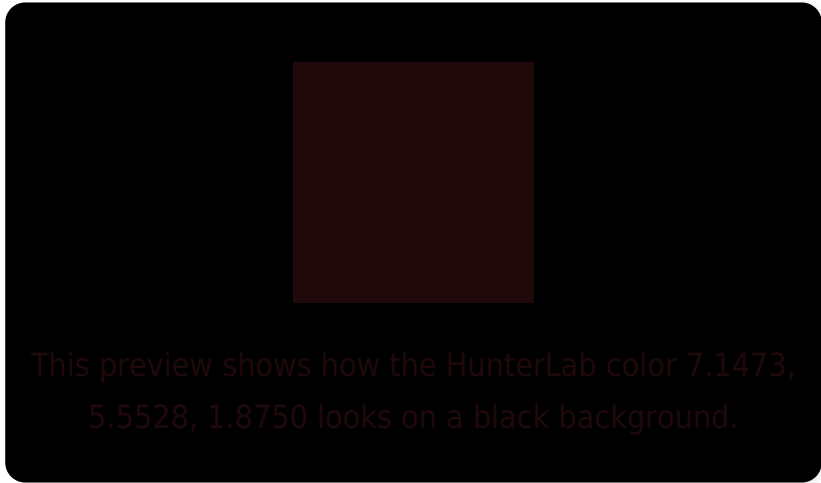 This preview shows how the HunterLab color 7.1473,
5.5528, 1.8750 looks on a black background.